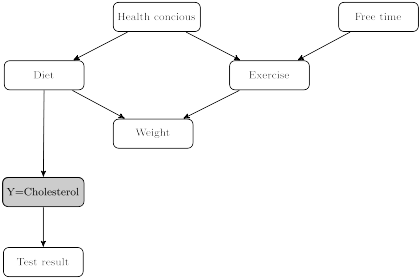 Health concious
Free time
Diet
Exercise
Weight
Y=Cholesterol
Test result